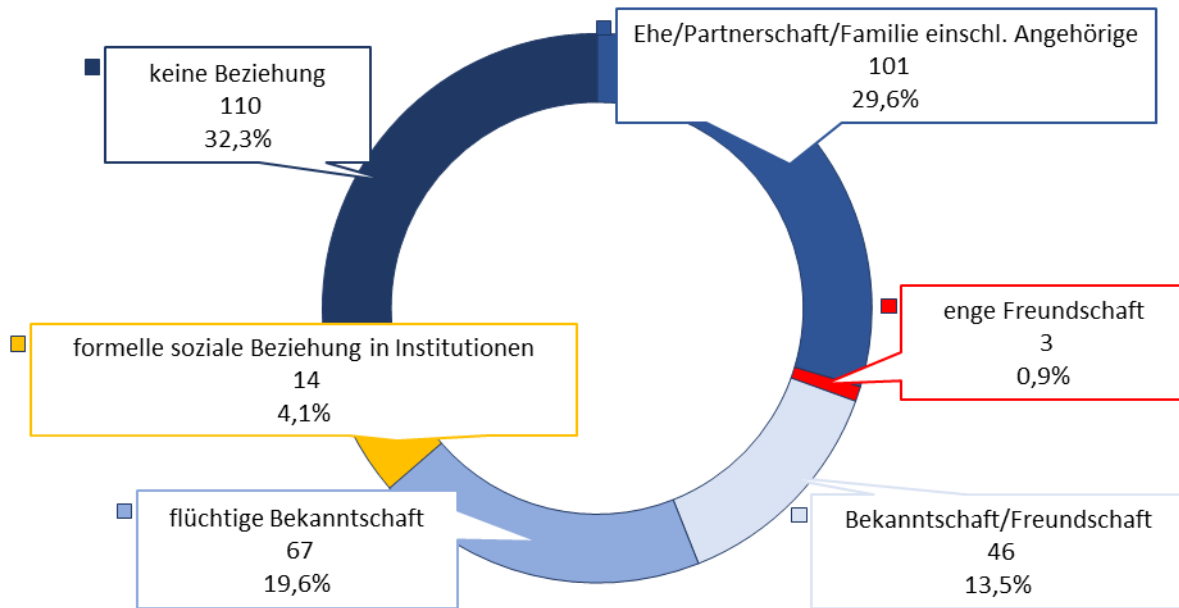 Ehe/Partnerschaft/Familie einschl. Angehörige
101
29,6%
keine Beziehung
110
32,3%
enge Freundschaft
3
0,9%
formelle soziale Beziehung in Institutionen
14
4,1%
flüchtige Bekanntschaft
67
19,6%
Bekanntschaft/Freundschaft
46
13,5%